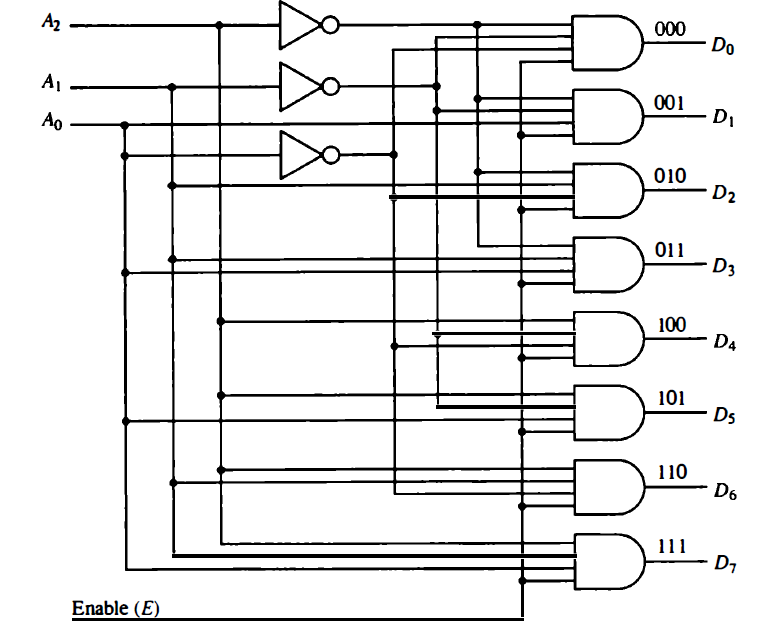 A₂
000
D₀
A₁
001
D₁
A₀
010
D₂
011
D₃
100
D₄
101
D₅
110
D₆
111
D₇
Enable (E)